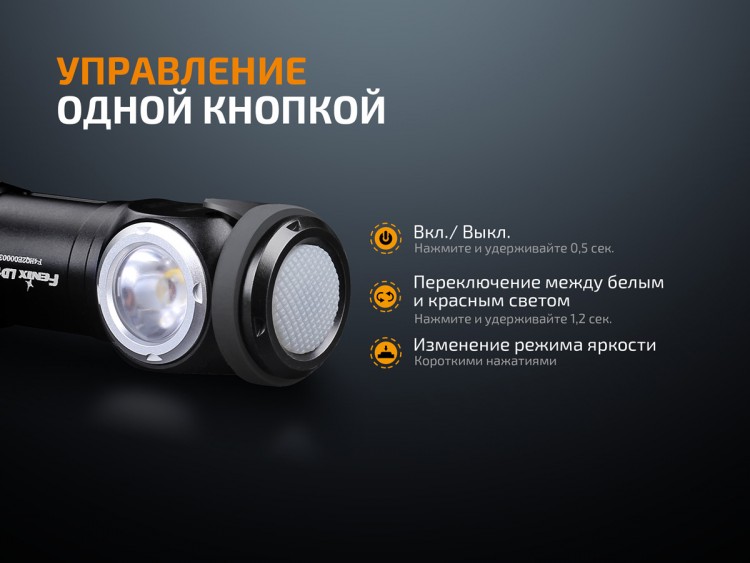 УПРАВЛЕНИЕ
ОДНОЙ КНОПКОЙ
Вкл./ Выкл.
Нажмите и удерживайте 0,5 сек.
Переключение между белым
и красным светом
Нажмите и удерживайте 1,2 сек.
Изменение режима яркости
Короткими нажатиями
FENIX